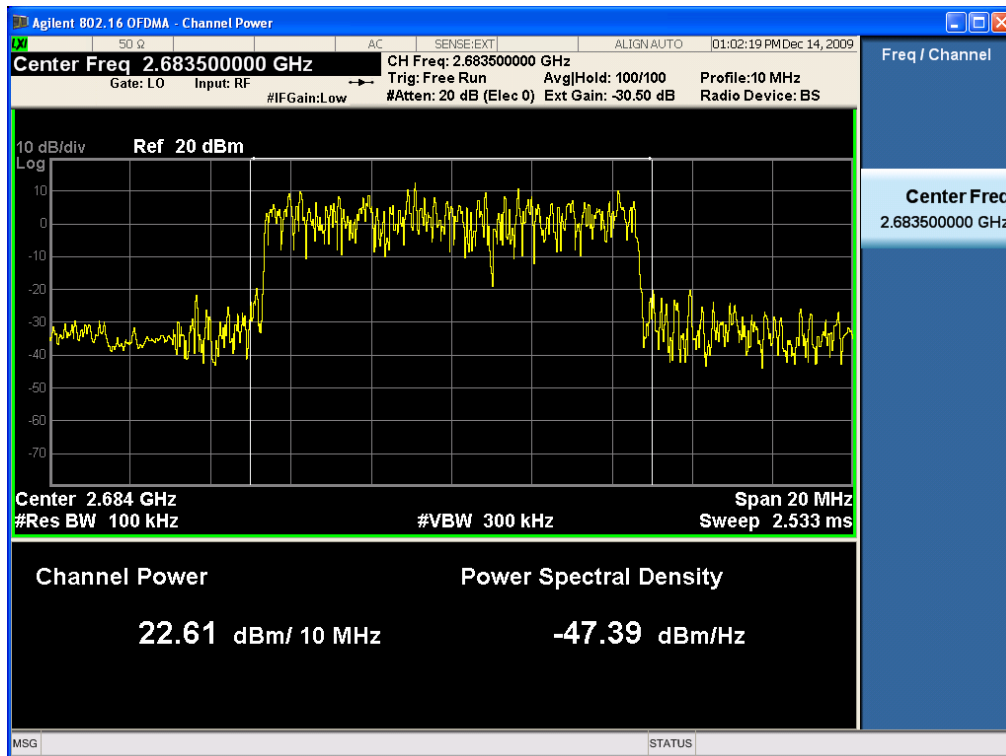 Agilent 802.16 OFDMA - Channel Power
LXI 50 Ω AC SENSE:EXT ALIGN AUTO 01:02:19 PM Dec 14, 2009
Center Freq 2.683500000 GHz
Gate: LO Input: RF
#IFGain:Low
CH Freq: 2.683500000 GHz
Trig: Free Run Avg|Hold: 100/100 Profile:10 MHz
#Atten: 20 dB (Elec 0) Ext Gain: -30.50 dB Radio Device: BS
Freq / Channel
Center Freq
2.683500000 GHz
10 dB/div Ref 20 dBm
Log
10
0
-10
-20
-30
-40
-50
-60
-70
Center 2.684 GHz Span 20 MHz
#Res BW 100 kHz #VBW 300 kHz Sweep 2.533 ms
Channel Power Power Spectral Density
22.61 dBm/ 10 MHz -47.39 dBm/Hz
MSG STATUS